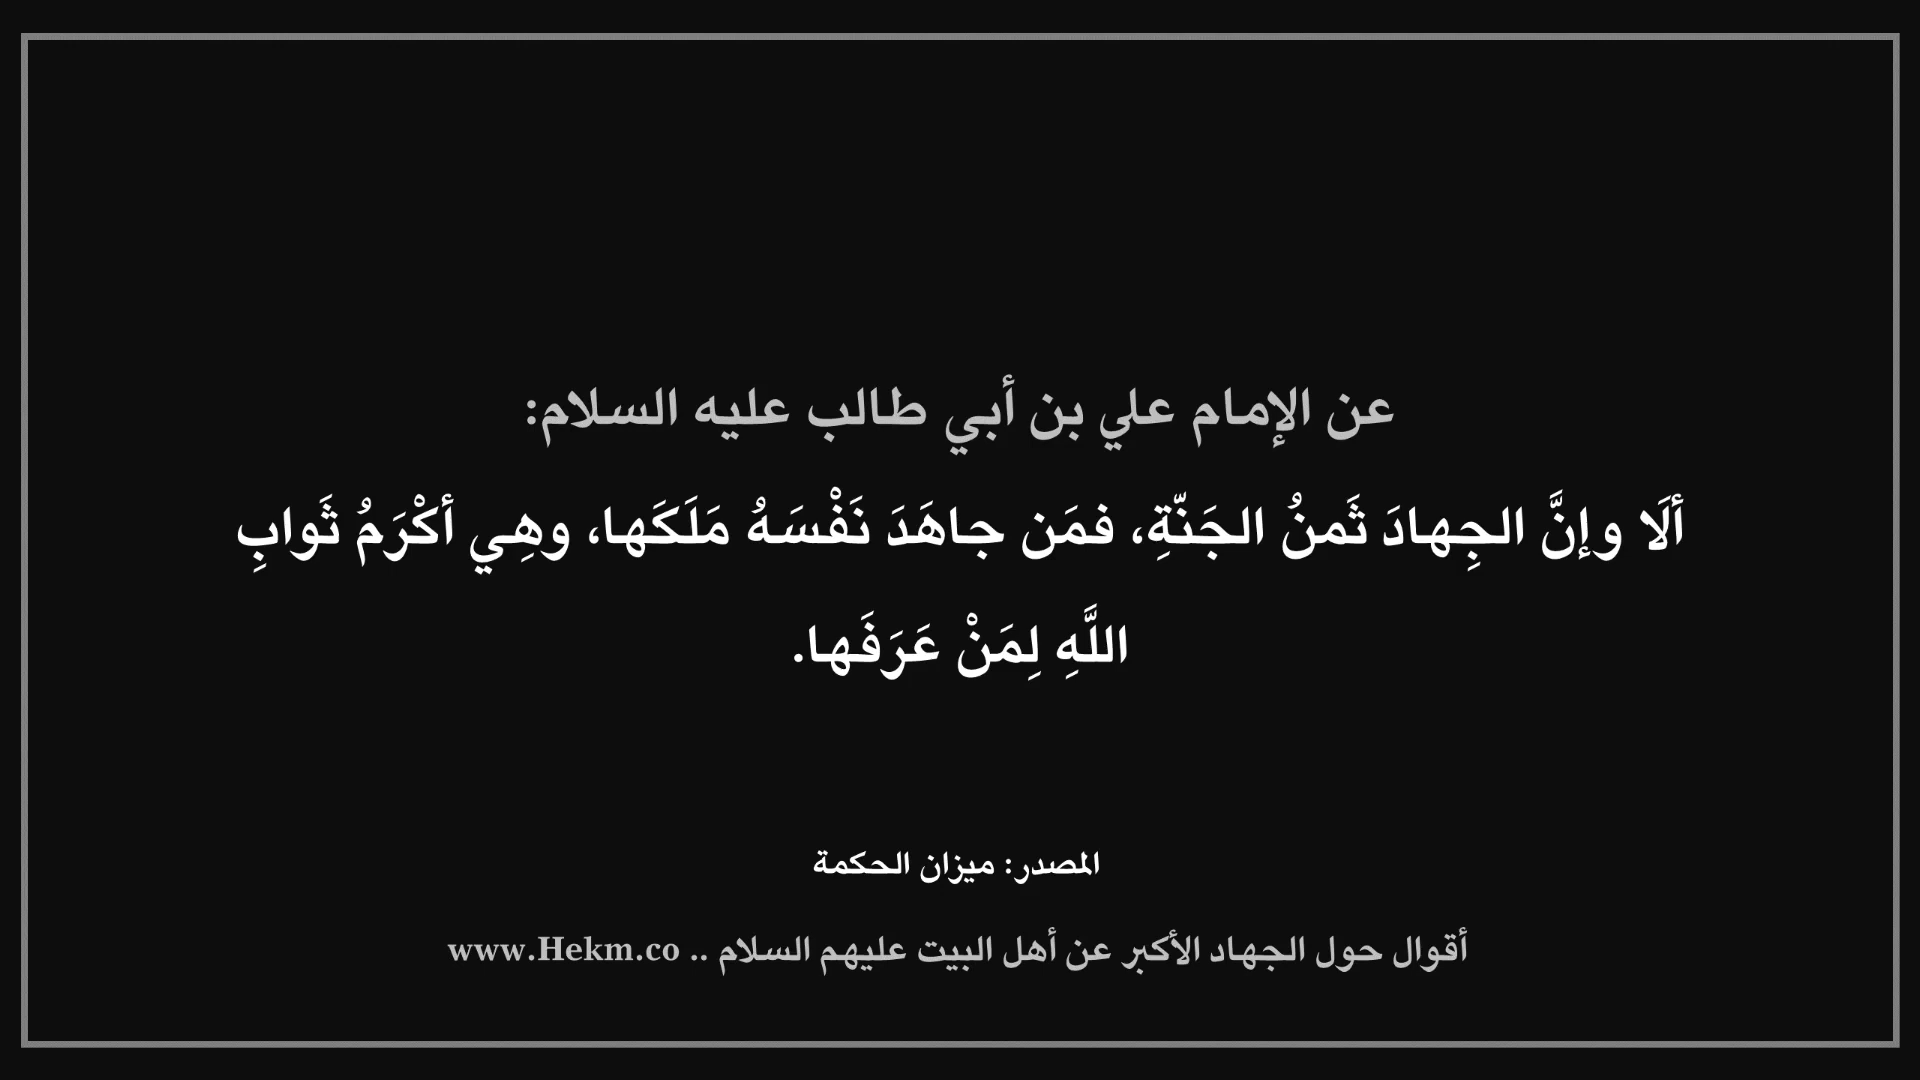 عن الإمام علي بن أبي طالب عليه السلام:
ألَا وإنَّ الجِهادَ ثَمنُ الجَنّةِ، فمَن جاهَدَ نَفْسَهُ مَلَكَها، وهِي أكْرَمُ ثَوابِ
اللَّهِ لِمَنْ عَرَفَها.
المصدر: ميزان الحكمة
أقوال حول الجهاد الأكبر عن أهل البيت عليهم السلام .. www.Hekm.co